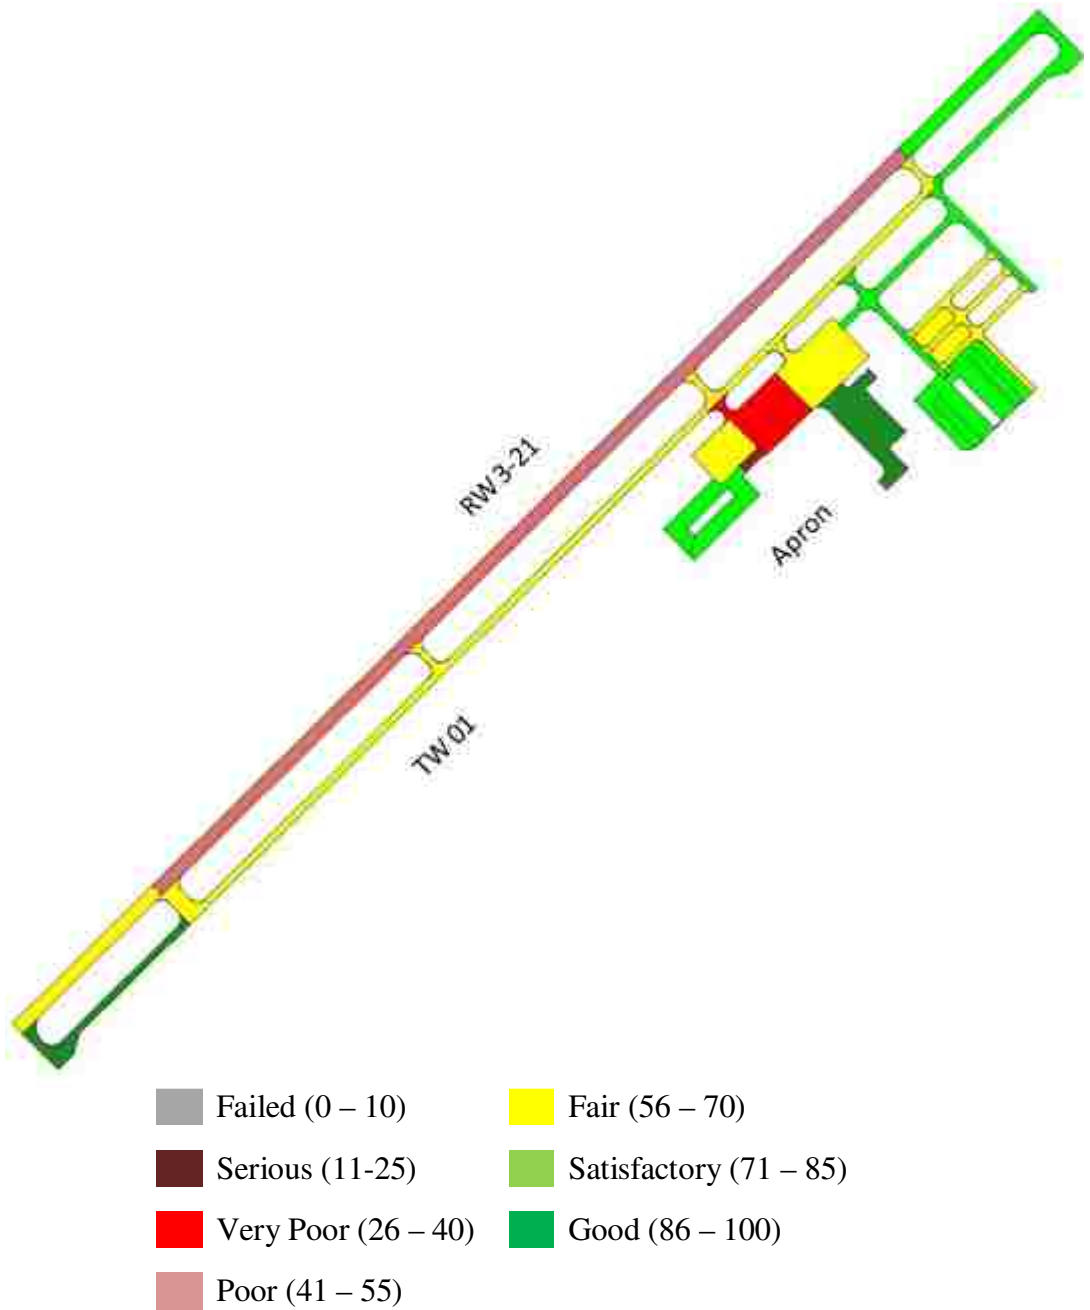 RW 3-21
Apron
TW 01
Failed (0 – 10)
Fair (56 – 70)
Serious (11-25)
Satisfactory (71 – 85)
Very Poor (26 – 40)
Good (86 – 100)
Poor (41 – 55)